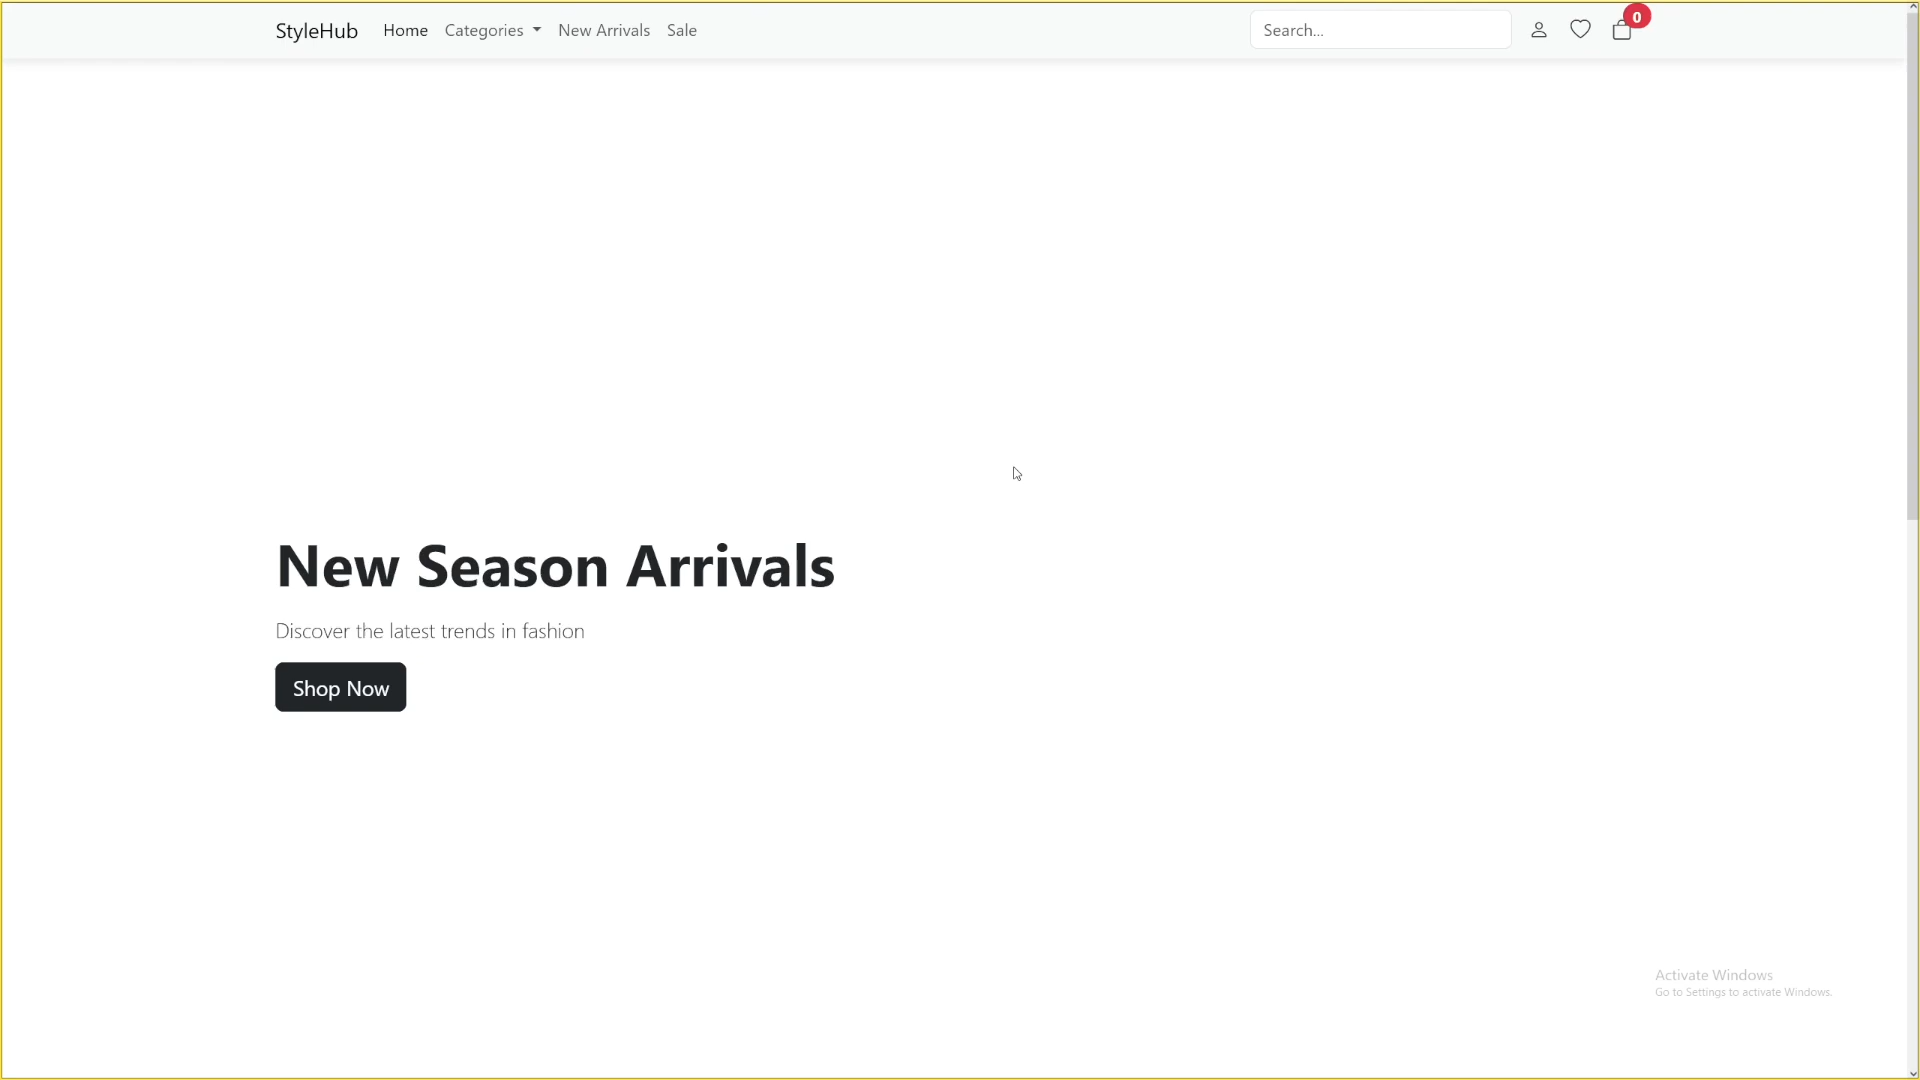 StyleHub Home Categories New Arrivals Sale Search... 0
New Season Arrivals
Discover the latest trends in fashion
Shop Now
Activate Windows
Go to Settings to activate Windows.